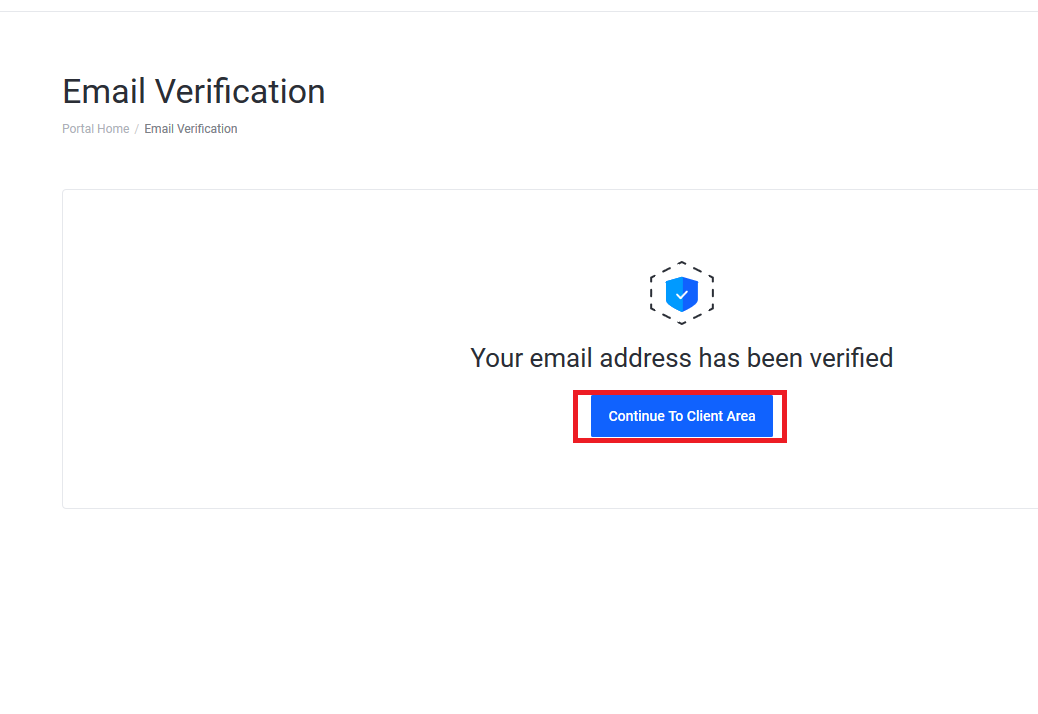 Email Verification
Portal Home / Email Verification
Your email address has been verified
Continue To Client Area